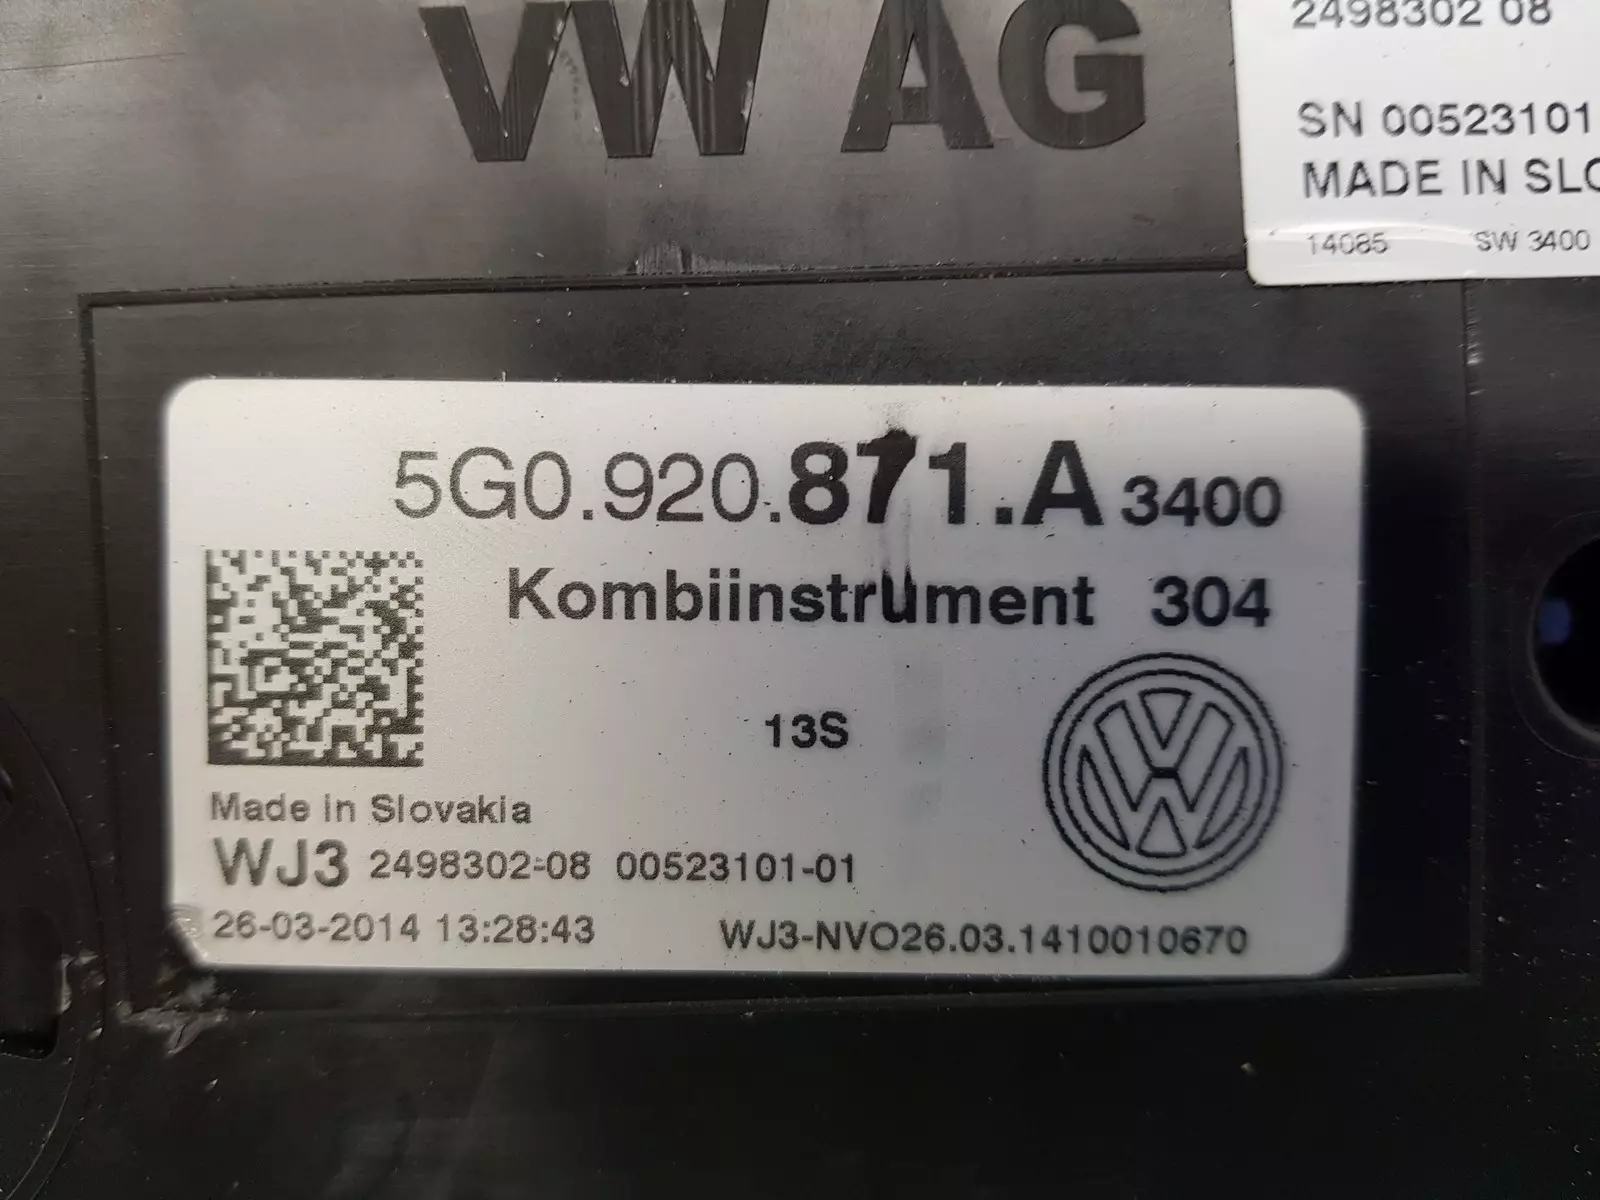 VW AG
2498302 08
SN 00523101
MADE IN
14085 SW 3400
5G0.920.871.A 3400
Kombiinstrument 304
13S
Made in Slovakia
WJ3 2498302-08 00523101-01
26-03-2014 13:28:43 WJ3-NVO26.03.1410010670